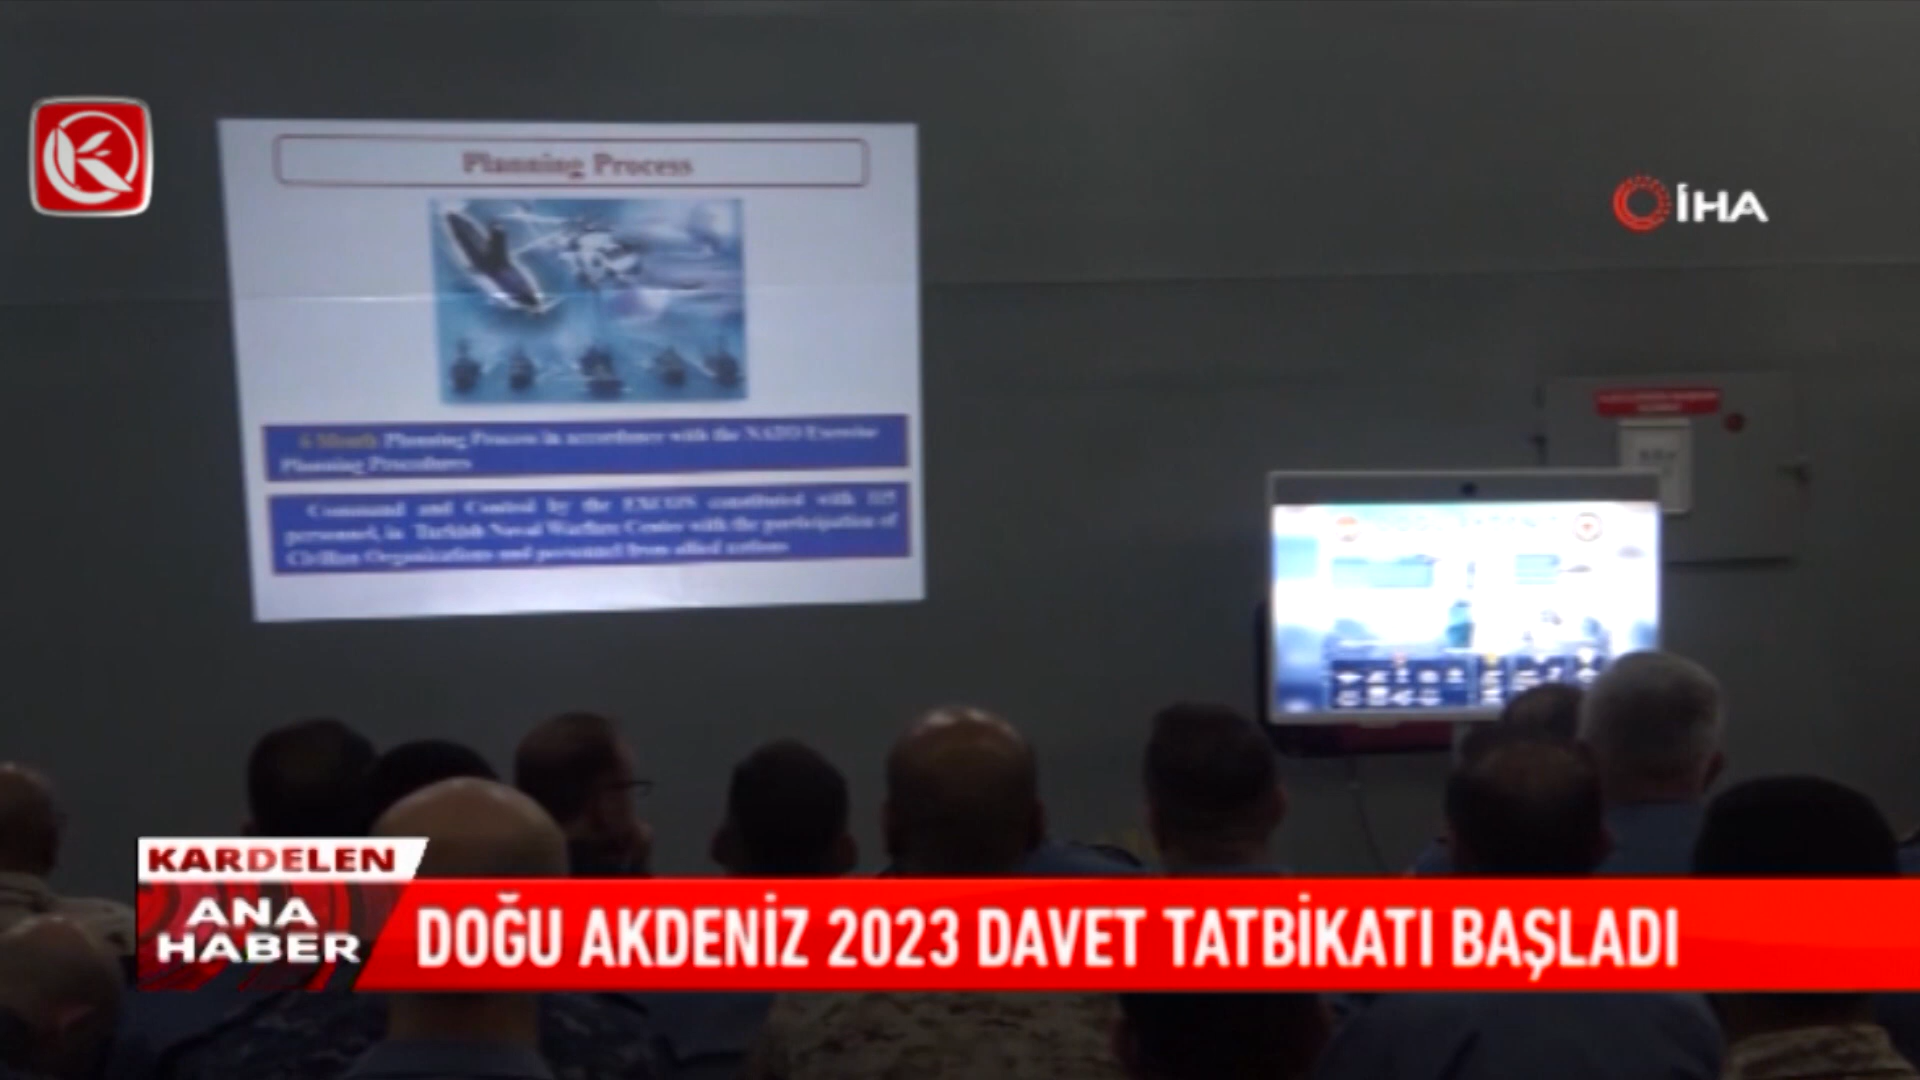 Planning Process
İHA
6 Month Planning Process in accordance with the NATO Exercise
Planning Procedures
Command and Control by the EXCON constituted with 115
personnel, in Turkish Naval Warfare Center with the participation of
Civilian Organizations and personnel from allied nations
KARDELEN
ANA
HABER
DOĞU AKDENİZ 2023 DAVET TATBİKATI BAŞLADI